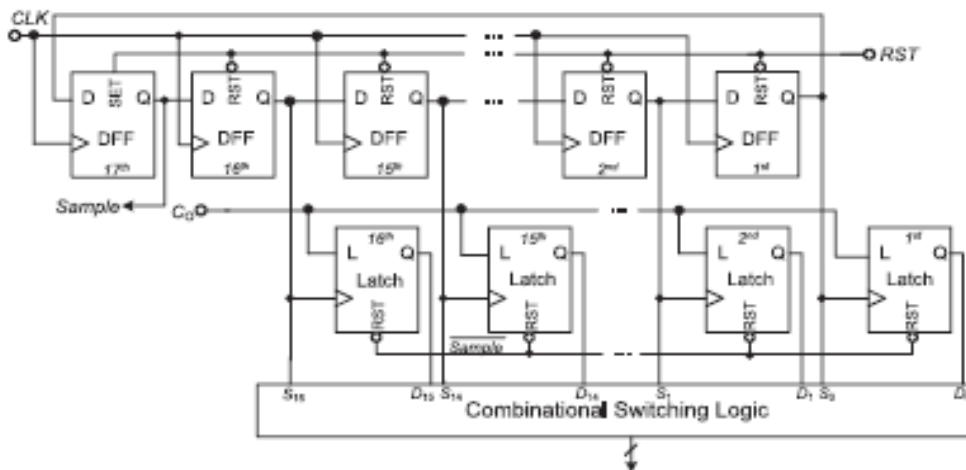 CLK
RST
D SET Q DFF 17th
D RST Q DFF 16th
D RST Q DFF 15th
D RST Q DFF 2nd
D RST Q DFF 1st
Sample
CO
16th L Q Latch RST
15th L Q Latch RST
2nd L Q Latch RST
1st L Q Latch RST
Sample
S15 D15 S14 D14 S1 D1 S0 D
Combinational Switching Logic